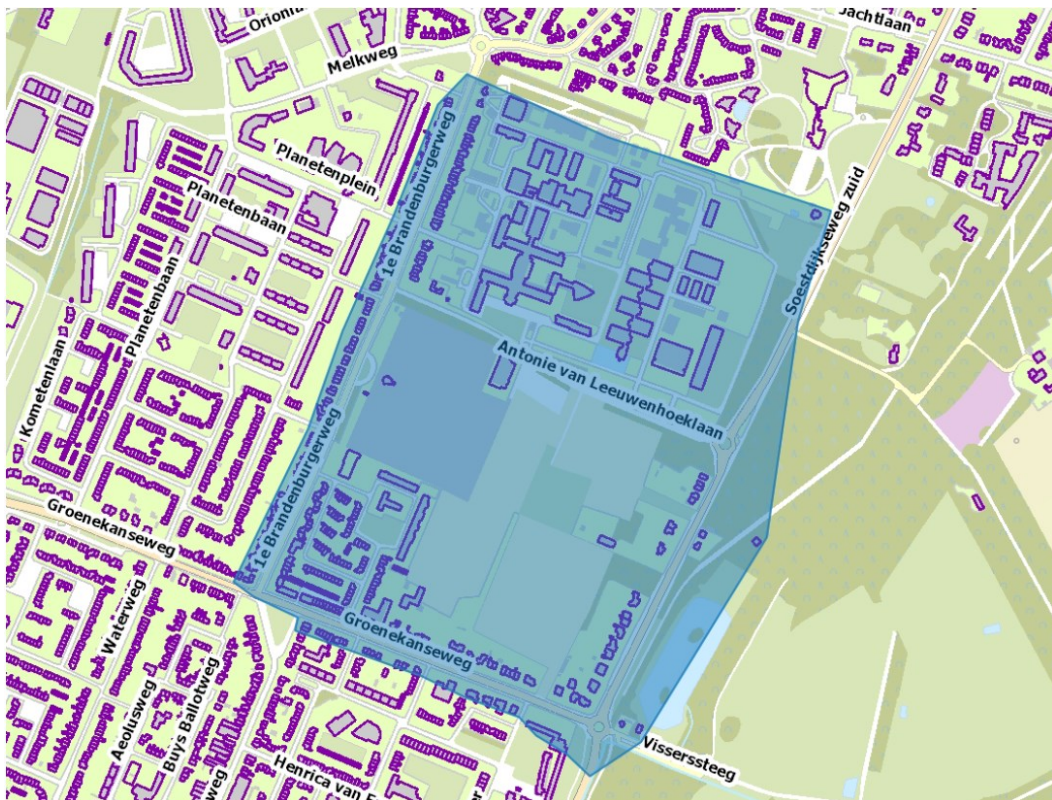 Jachtlaan
Melkweg
Planetenplein
Planetenbaan
1e Brandenburgerweg
Soestdijkseweg zuid
Planetenbaan
Kometenlaan
Antonie van Leeuwenhoeklaan
1e Brandenburgerweg
Groenekanseweg
Waterweg
Groenekanseweg
Aeolusweg
Buys Ballotweg
Visserssteeg
Henrica van